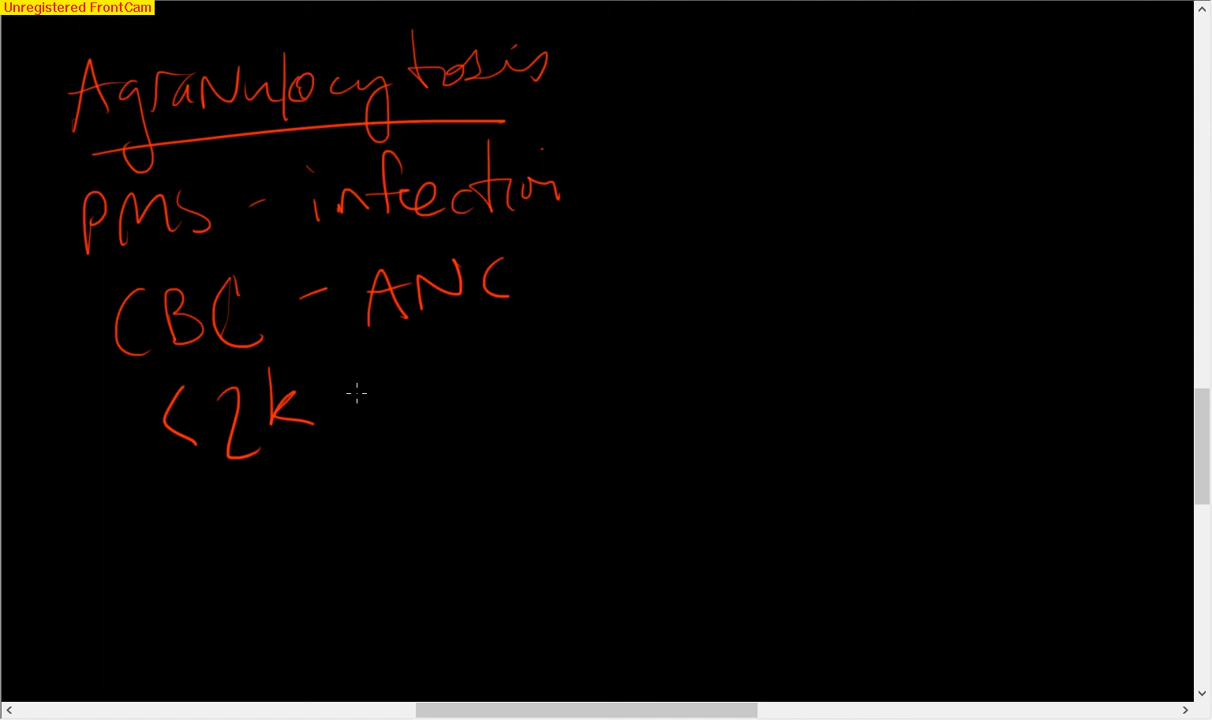 Unregistered FrontCam
Agranulocytosis
PMS - infection
CBC - ANC
<2k